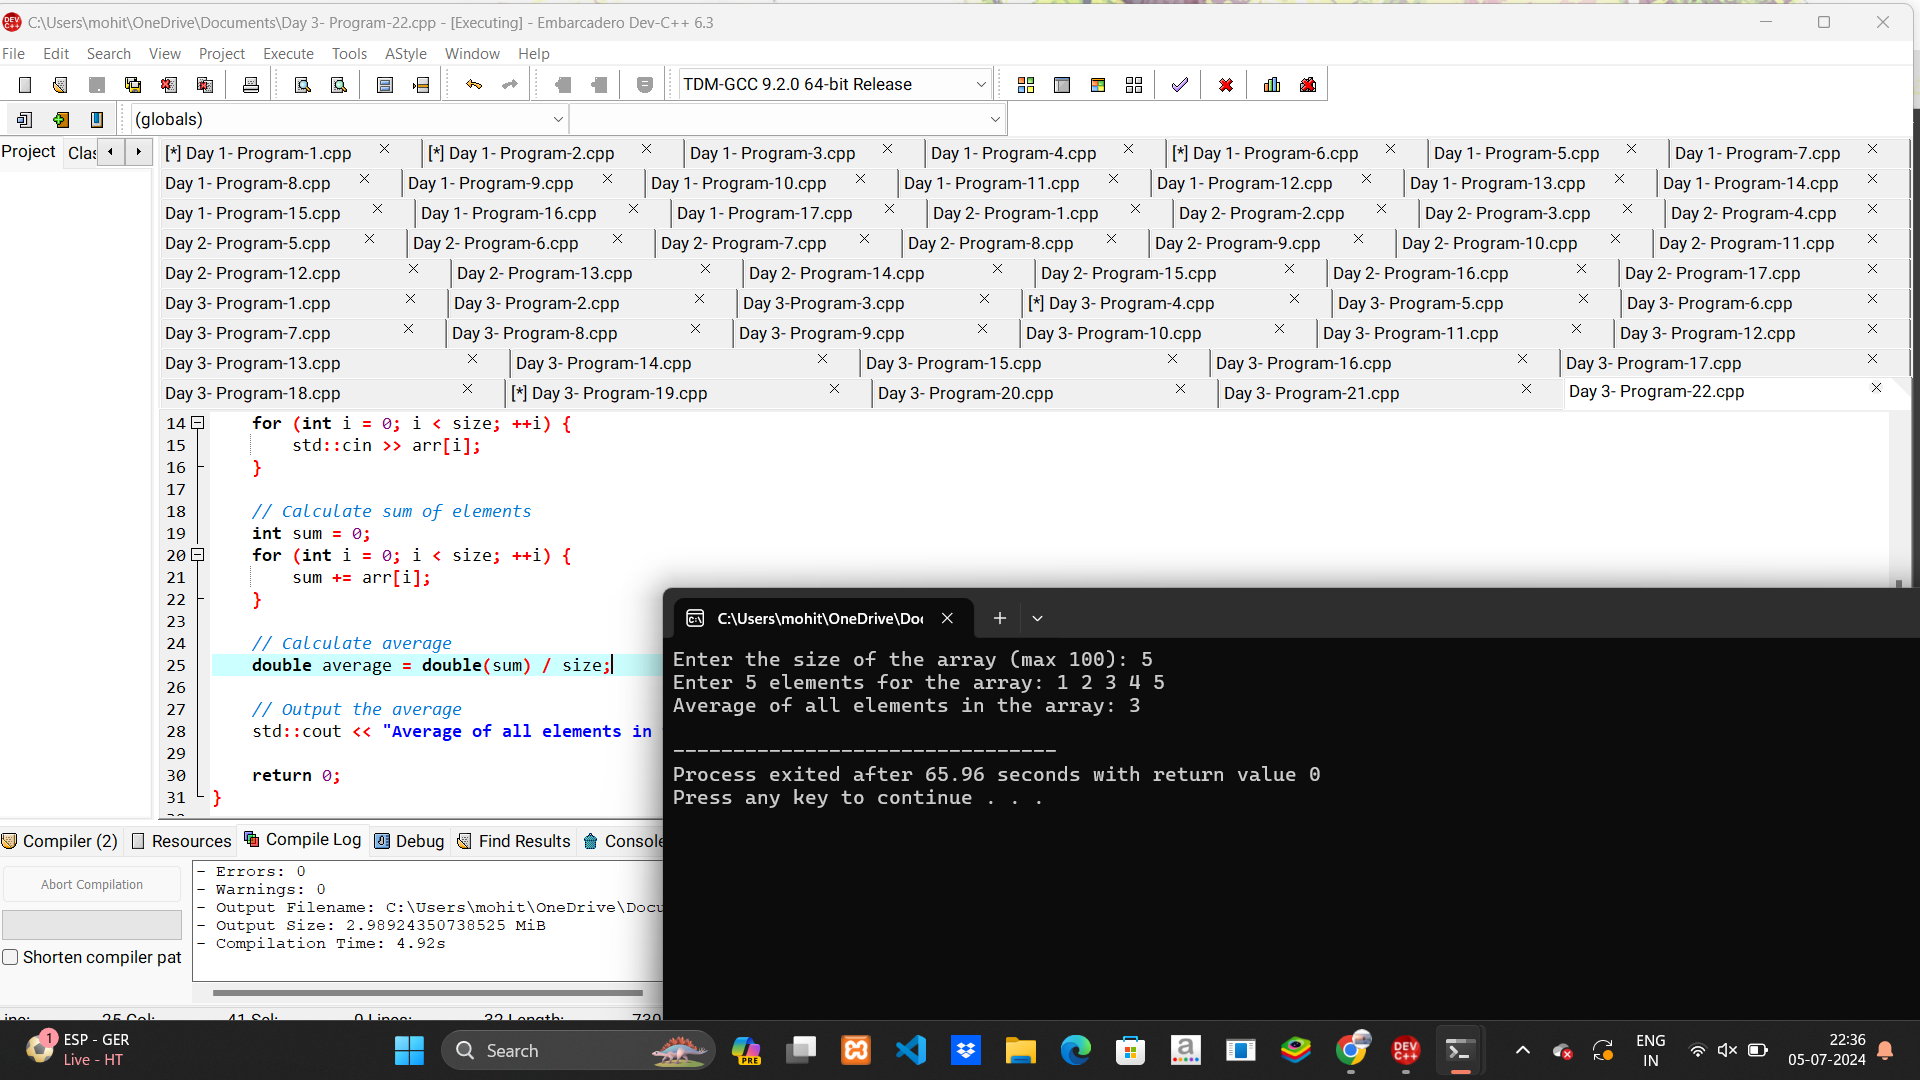 C:\Users\mohit\OneDrive\Documents\Day 3- Program-22.cpp - [Executing] - Embarcadero Dev-C++ 6.3
File Edit Search View Project Execute Tools AStyle Window Help
TDM-GCC 9.2.0 64-bit Release
(globals)
Project Clas
[*] Day 1- Program-1.cpp [*] Day 1- Program-2.cpp Day 1- Program-3.cpp Day 1- Program-4.cpp [*] Day 1- Program-6.cpp Day 1- Program-5.cpp Day 1- Program-7.cpp
Day 1- Program-8.cpp Day 1- Program-9.cpp Day 1- Program-10.cpp Day 1- Program-11.cpp Day 1- Program-12.cpp Day 1- Program-13.cpp Day 1- Program-14.cpp
Day 1- Program-15.cpp Day 1- Program-16.cpp Day 1- Program-17.cpp Day 2- Program-1.cpp Day 2- Program-2.cpp Day 2- Program-3.cpp Day 2- Program-4.cpp
Day 2- Program-5.cpp Day 2- Program-6.cpp Day 2- Program-7.cpp Day 2- Program-8.cpp Day 2- Program-9.cpp Day 2- Program-10.cpp Day 2- Program-11.cpp
Day 2- Program-12.cpp Day 2- Program-13.cpp Day 2- Program-14.cpp Day 2- Program-15.cpp Day 2- Program-16.cpp Day 2- Program-17.cpp
Day 3- Program-1.cpp Day 3- Program-2.cpp Day 3-Program-3.cpp [*] Day 3- Program-4.cpp Day 3- Program-5.cpp Day 3- Program-6.cpp
Day 3- Program-7.cpp Day 3- Program-8.cpp Day 3- Program-9.cpp Day 3- Program-10.cpp Day 3- Program-11.cpp Day 3- Program-12.cpp
Day 3- Program-13.cpp Day 3- Program-14.cpp Day 3- Program-15.cpp Day 3- Program-16.cpp Day 3- Program-17.cpp
Day 3- Program-18.cpp [*] Day 3- Program-19.cpp Day 3- Program-20.cpp Day 3- Program-21.cpp Day 3- Program-22.cpp
14 for (int i = 0; i < size; ++i) {
15 std::cin >> arr[i];
16 }
17
18 // Calculate sum of elements
19 int sum = 0;
20 for (int i = 0; i < size; ++i) {
21 sum += arr[i];
22 }
23
24 // Calculate average
25 double average = double(sum) / size;
26
27 // Output the average
28 std::cout << "Average of all elements in
29
30 return 0;
31 }
C:\Users\mohit\OneDrive\Doc
Enter the size of the array (max 100): 5
Enter 5 elements for the array: 1 2 3 4 5
Average of all elements in the array: 3
--------------------------------
Process exited after 65.96 seconds with return value 0
Press any key to continue . . .
Compiler (2) Resources Compile Log Debug Find Results Console
Abort Compilation
Shorten compiler pat
- Errors: 0
- Warnings: 0
- Output Filename: C:\Users\mohit\OneDrive\Docu
- Output Size: 2.98924350738525 MiB
- Compilation Time: 4.92s
25 Col: 41 Sel: 0 Lines: 32 Length: 730
1 ESP - GER
Live - HT
Search
PRE
DEV C++
ENG
IN
22:36
05-07-2024